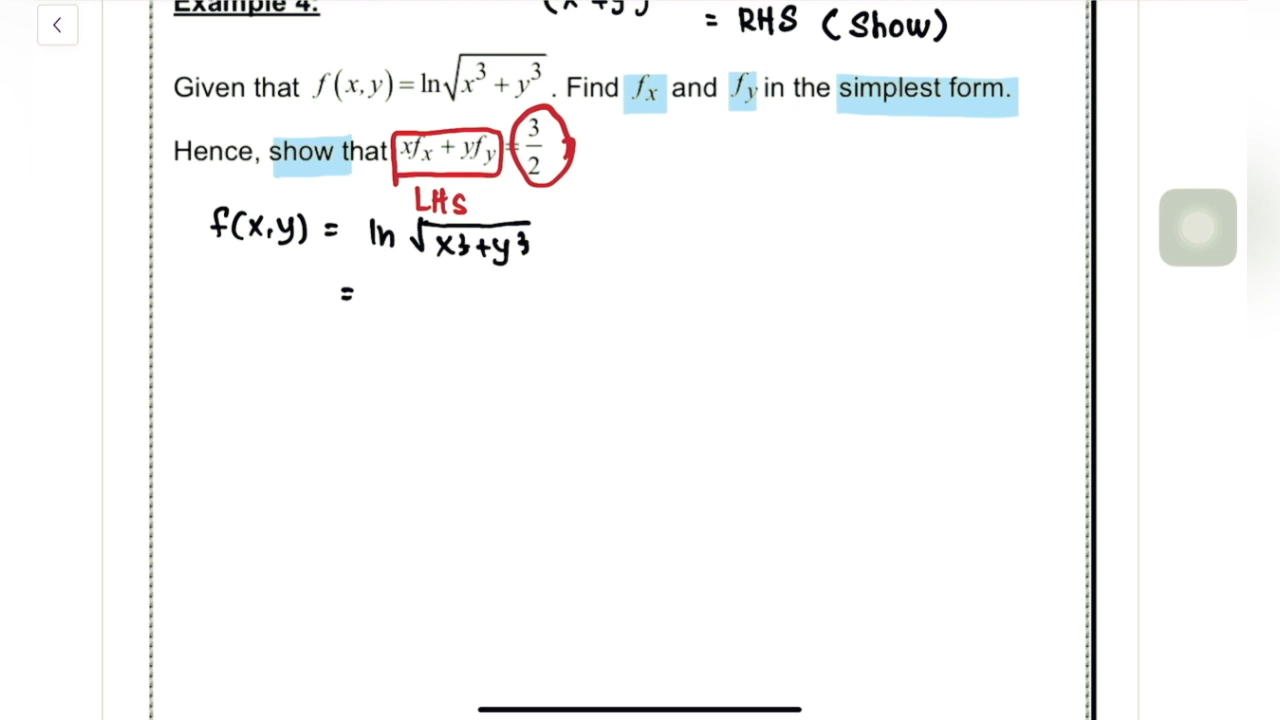 Example 4:
(x + y )
= RHS (Show)
Given that f(x,y)=ln√(x³ + y³). Find fx and fy in the simplest form.
Hence, show that xfx + yfy = 3/2
LHS
f(x,y) = ln √(x³+y³)
=